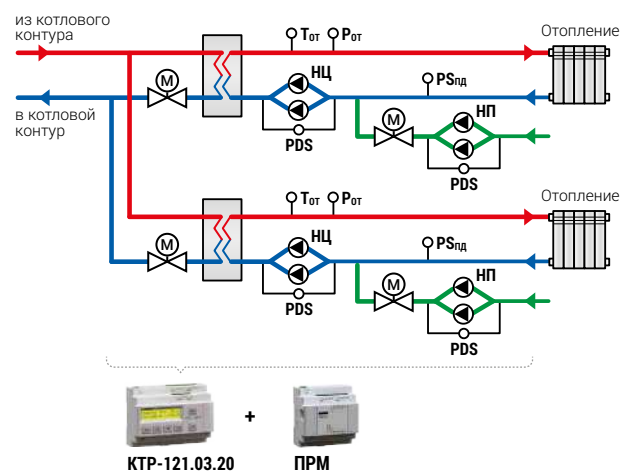 из котлового
контура
Tот
Pот
Отопление
M
НЦ
PSпд
в котловой
контур
M
НП
PDS
PDS
Tот
Pот
Отопление
M
НЦ
PSпд
M
НП
PDS
PDS
+
КТР-121.03.20
ПРМ